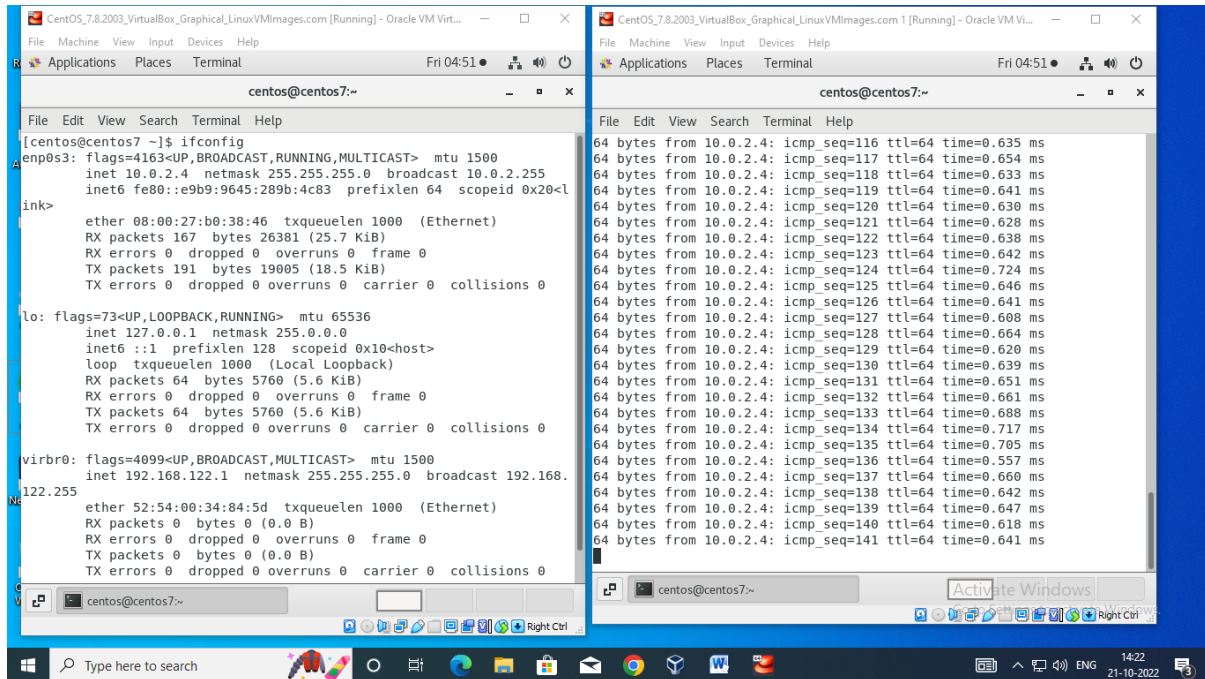 CentOS_7.8.2003_VirtualBox_Graphical_LinuxVMImages.com [Running] - Oracle VM Virt...
File Machine View Input Devices Help
Applications Places Terminal Fri 04:51
centos@centos7:~
File Edit View Search Terminal Help
[centos@centos7 ~]$ ifconfig
enp0s3: flags=4163<UP,BROADCAST,RUNNING,MULTICAST> mtu 1500
inet 10.0.2.4 netmask 255.255.255.0 broadcast 10.0.2.255
inet6 fe80::e9b9:9645:289b:4c83 prefixlen 64 scopeid 0x20<l
ink>
ether 08:00:27:b0:38:46 txqueuelen 1000 (Ethernet)
RX packets 167 bytes 26381 (25.7 KiB)
RX errors 0 dropped 0 overruns 0 frame 0
TX packets 191 bytes 19005 (18.5 KiB)
TX errors 0 dropped 0 overruns 0 carrier 0 collisions 0
lo: flags=73<UP,LOOPBACK,RUNNING> mtu 65536
inet 127.0.0.1 netmask 255.0.0.0
inet6 ::1 prefixlen 128 scopeid 0x10<host>
loop txqueuelen 1000 (Local Loopback)
RX packets 64 bytes 5760 (5.6 KiB)
RX errors 0 dropped 0 overruns 0 frame 0
TX packets 64 bytes 5760 (5.6 KiB)
TX errors 0 dropped 0 overruns 0 carrier 0 collisions 0
virbr0: flags=4099<UP,BROADCAST,MULTICAST> mtu 1500
inet 192.168.122.1 netmask 255.255.255.0 broadcast 192.168.
122.255
ether 52:54:00:34:84:5d txqueuelen 1000 (Ethernet)
RX packets 0 bytes 0 (0.0 B)
RX errors 0 dropped 0 overruns 0 frame 0
TX packets 0 bytes 0 (0.0 B)
TX errors 0 dropped 0 overruns 0 carrier 0 collisions 0
centos@centos7:~
Right Ctrl
CentOS_7.8.2003_VirtualBox_Graphical_LinuxVMImages.com 1 [Running] - Oracle VM Vi...
File Machine View Input Devices Help
Applications Places Terminal Fri 04:51
centos@centos7:~
File Edit View Search Terminal Help
64 bytes from 10.0.2.4: icmp_seq=116 ttl=64 time=0.635 ms
64 bytes from 10.0.2.4: icmp_seq=117 ttl=64 time=0.654 ms
64 bytes from 10.0.2.4: icmp_seq=118 ttl=64 time=0.633 ms
64 bytes from 10.0.2.4: icmp_seq=119 ttl=64 time=0.641 ms
64 bytes from 10.0.2.4: icmp_seq=120 ttl=64 time=0.630 ms
64 bytes from 10.0.2.4: icmp_seq=121 ttl=64 time=0.628 ms
64 bytes from 10.0.2.4: icmp_seq=122 ttl=64 time=0.638 ms
64 bytes from 10.0.2.4: icmp_seq=123 ttl=64 time=0.642 ms
64 bytes from 10.0.2.4: icmp_seq=124 ttl=64 time=0.724 ms
64 bytes from 10.0.2.4: icmp_seq=125 ttl=64 time=0.646 ms
64 bytes from 10.0.2.4: icmp_seq=126 ttl=64 time=0.641 ms
64 bytes from 10.0.2.4: icmp_seq=127 ttl=64 time=0.608 ms
64 bytes from 10.0.2.4: icmp_seq=128 ttl=64 time=0.664 ms
64 bytes from 10.0.2.4: icmp_seq=129 ttl=64 time=0.620 ms
64 bytes from 10.0.2.4: icmp_seq=130 ttl=64 time=0.639 ms
64 bytes from 10.0.2.4: icmp_seq=131 ttl=64 time=0.651 ms
64 bytes from 10.0.2.4: icmp_seq=132 ttl=64 time=0.661 ms
64 bytes from 10.0.2.4: icmp_seq=133 ttl=64 time=0.688 ms
64 bytes from 10.0.2.4: icmp_seq=134 ttl=64 time=0.717 ms
64 bytes from 10.0.2.4: icmp_seq=135 ttl=64 time=0.705 ms
64 bytes from 10.0.2.4: icmp_seq=136 ttl=64 time=0.557 ms
64 bytes from 10.0.2.4: icmp_seq=137 ttl=64 time=0.660 ms
64 bytes from 10.0.2.4: icmp_seq=138 ttl=64 time=0.642 ms
64 bytes from 10.0.2.4: icmp_seq=139 ttl=64 time=0.647 ms
64 bytes from 10.0.2.4: icmp_seq=140 ttl=64 time=0.618 ms
64 bytes from 10.0.2.4: icmp_seq=141 ttl=64 time=0.641 ms
centos@centos7:~
Activate Windows
Right Ctrl
Type here to search
ENG
14:22
21-10-2022
3